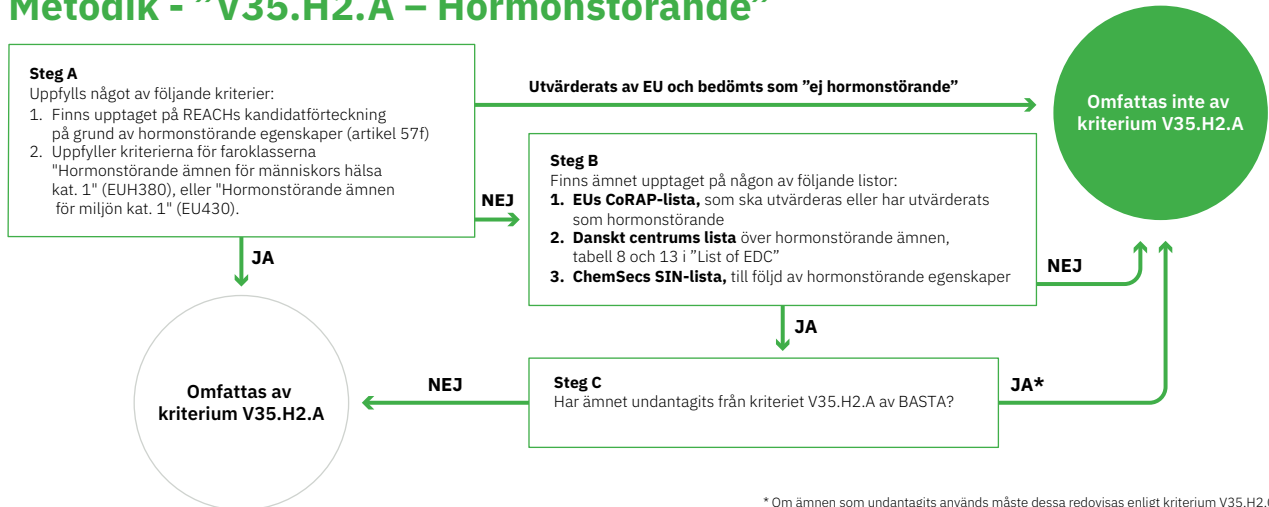 Metodik - "V35.H2.A – Hormonstörande"
Steg A
Uppfylls något av följande kriterier:
1. Finns upptaget på REACHs kandidatförteckning
på grund av hormonstörande egenskaper (artikel 57f)
2. Uppfyller kriterierna för faroklasserna
"Hormonstörande ämnen för människors hälsa
kat. 1" (EUH380), eller "Hormonstörande ämnen
för miljön kat. 1" (EU430).
Utvärderats av EU och bedömts som ”ej hormonstörande”
Omfattas inte av
kriterium V35.H2.A
NEJ
Steg B
Finns ämnet upptaget på någon av följande listor:
1. EUs CoRAP-lista, som ska utvärderas eller har utvärderats
som hormonstörande
2. Danskt centrums lista över hormonstörande ämnen,
tabell 8 och 13 i ”List of EDC”
3. ChemSecs SIN-lista, till följd av hormonstörande egenskaper
NEJ
JA
JA
Omfattas av
kriterium V35.H2.A
NEJ
Steg C
Har ämnet undantagits från kriteriet V35.H2.A av BASTA?
JA*
* Om ämnen som undantagits används måste dessa redovisas enligt kriterium V35.H2.